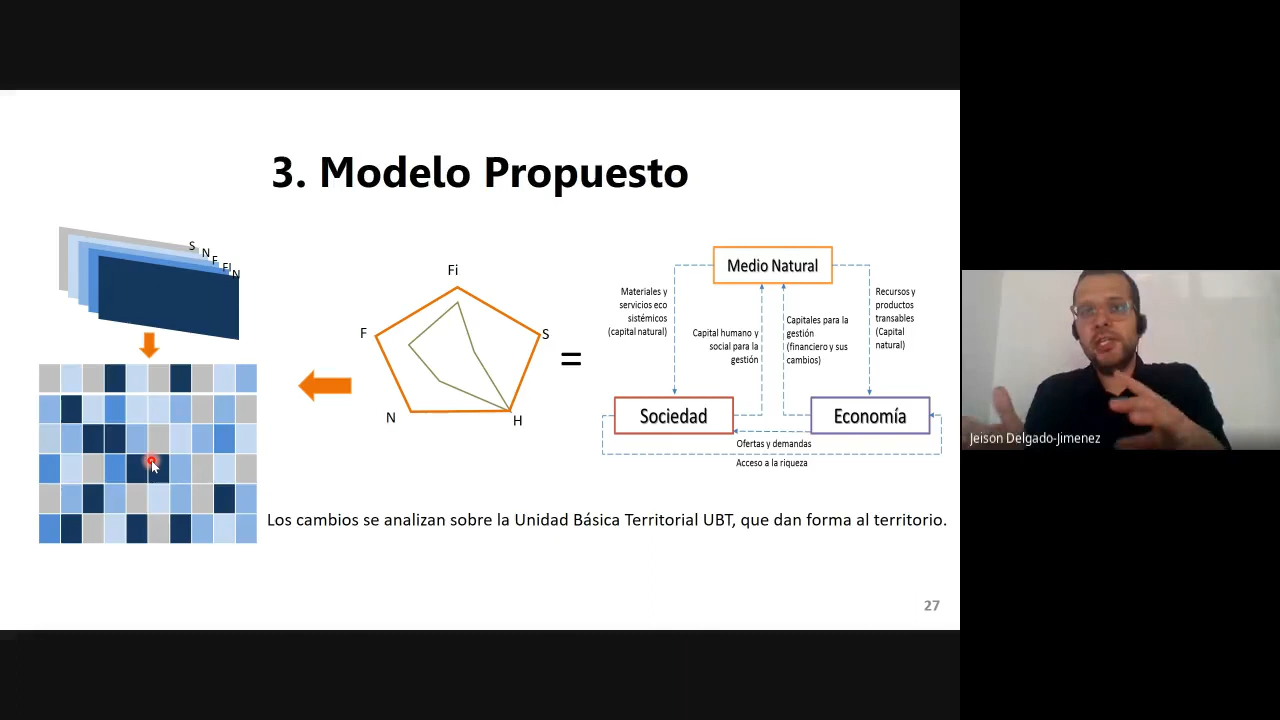 3. Modelo Propuesto
S
N
F
FI
N
Fi
F
S
N
H
=
Medio Natural
Materiales y
servicios eco
sistémicos
(capital natural)
Capital humano y
social para la
gestión
Capitales para la
gestión
(financiero y sus
cambios)
Recursos y
productos
transables
(Capital
natural)
Sociedad
Economía
Ofertas y demandas
Acceso a la riqueza
Los cambios se analizan sobre la Unidad Básica Territorial UBT, que dan forma al territorio.
27
Jeison Delgado-Jimenez